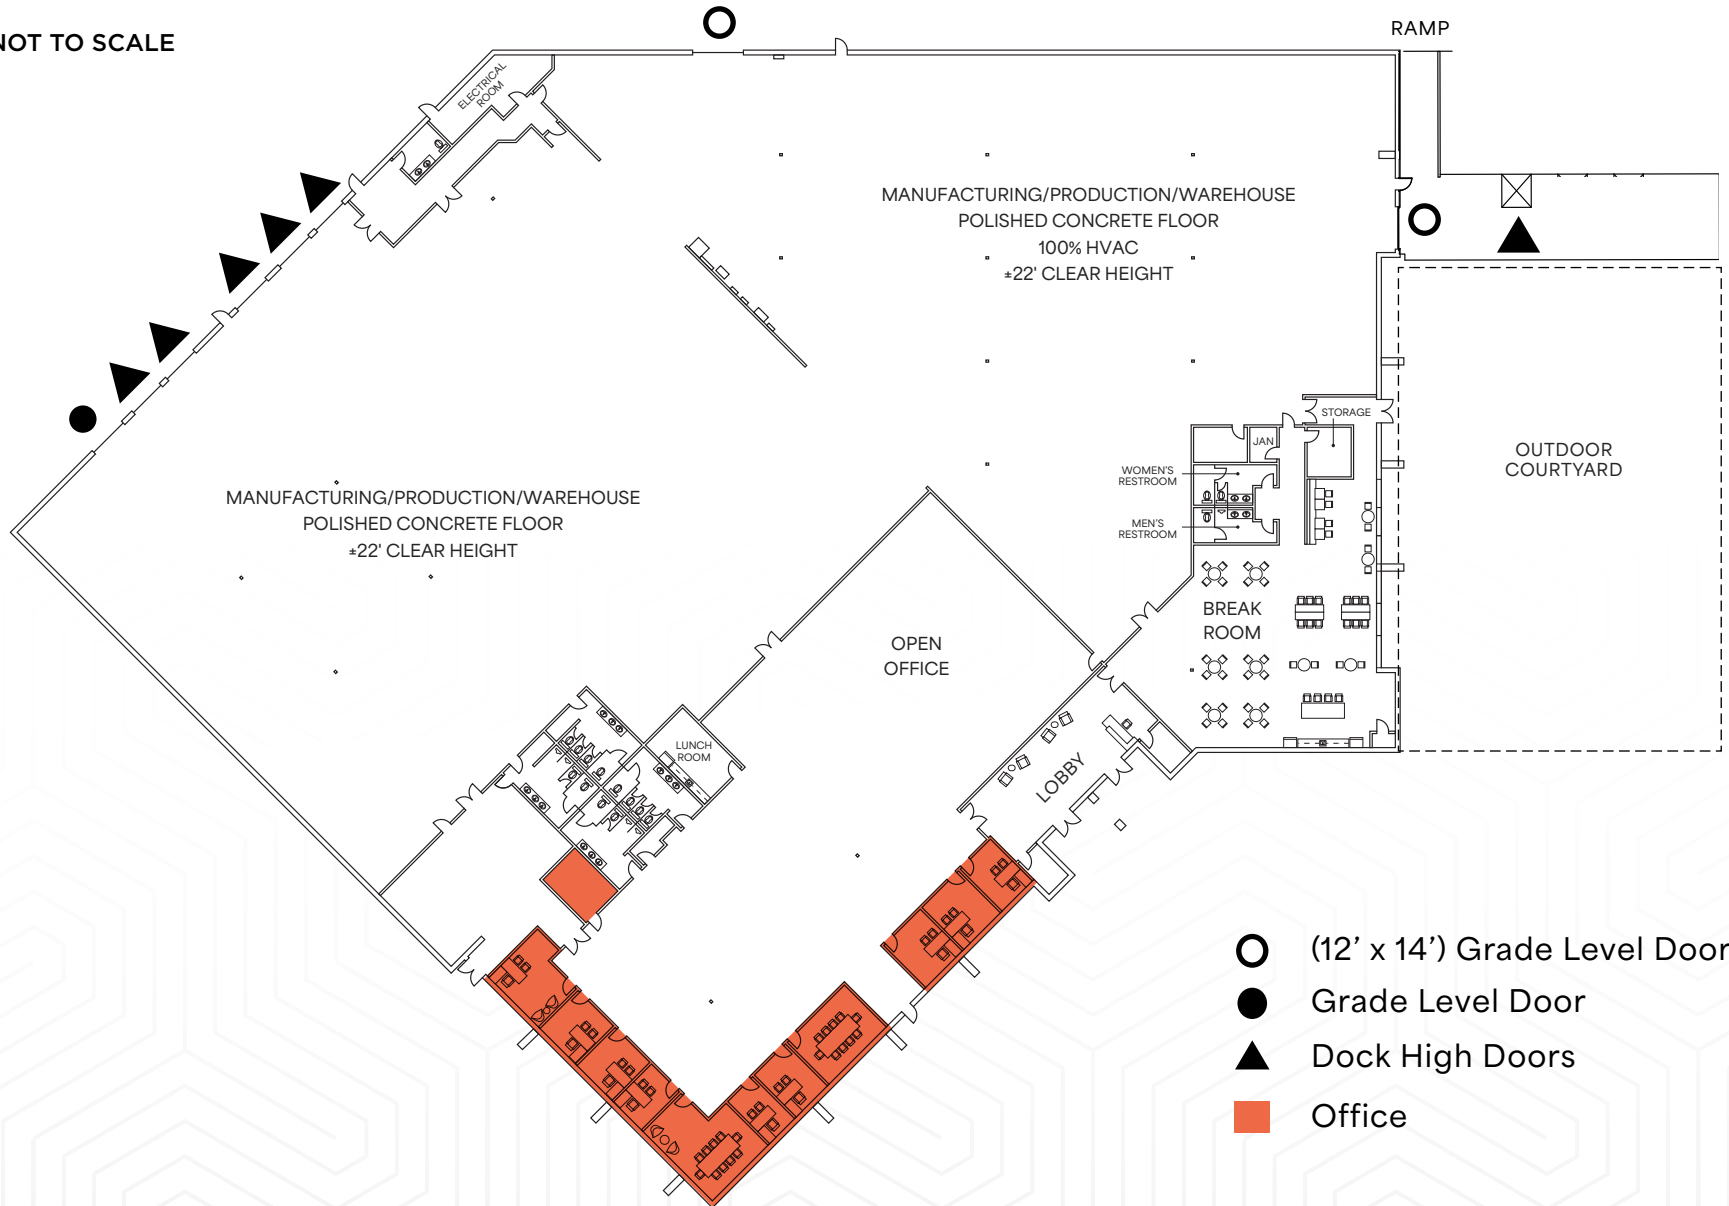 NOT TO SCALE
RAMP
ELECTRICAL
ROOM
MANUFACTURING/PRODUCTION/WAREHOUSE
POLISHED CONCRETE FLOOR
100% HVAC
±22' CLEAR HEIGHT
STORAGE
JAN
WOMEN'S
RESTROOM
MEN'S
RESTROOM
OUTDOOR
COURTYARD
MANUFACTURING/PRODUCTION/WAREHOUSE
POLISHED CONCRETE FLOOR
±22' CLEAR HEIGHT
BREAK
ROOM
OPEN
OFFICE
LUNCH
ROOM
LOBBY
(12’ x 14’) Grade Level Door
Grade Level Door
Dock High Doors
Office